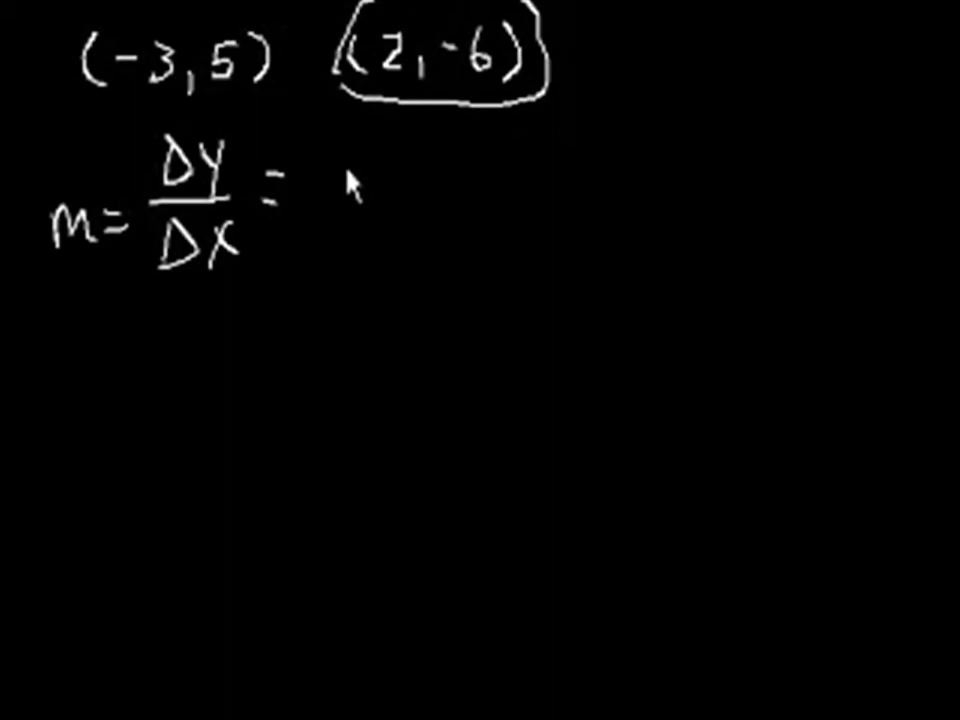 (-3,5) (2,-6)
m = ΔY/ΔX =